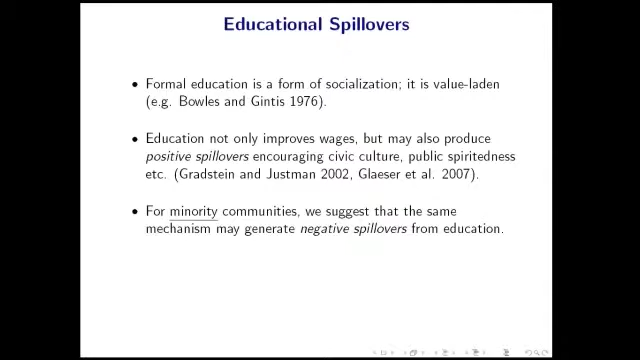 Educational Spillovers
• Formal education is a form of socialization; it is value-laden
(e.g. Bowles and Gintis 1976).
• Education not only improves wages, but may also produce
positive spillovers encouraging civic culture, public spiritedness
etc. (Gradstein and Justman 2002, Glaeser et al. 2007).
• For minority communities, we suggest that the same
mechanism may generate negative spillovers from education.